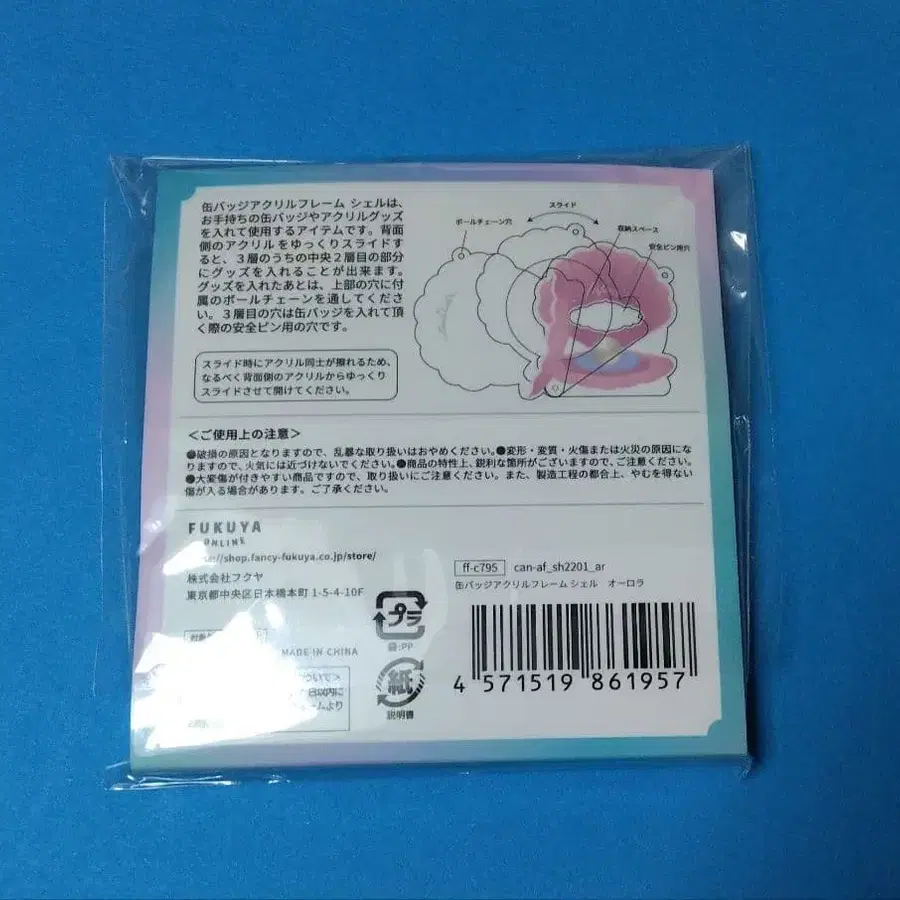 缶バッジアクリルフレーム シェルは、
お手持ちの缶バッジやアクリルグッズ
を入れて使用するアイテムです。背面
側のアクリルをゆっくりスライドす
ると、３層のうちの中央２層目の部分
にグッズを入れることが出来ます。
グッズを入れたあとは、上部の穴に付
属のボールチェーンを通してくださ
い。３層目の穴は缶バッジを入れて頂
く際の安全ピン用の穴です。
スライド時にアクリル同士が擦れるため、
なるべく背面側のアクリルからゆっくり
スライドさせて開けてください。
スライド
ボールチェーン穴
収納スペース
安全ピン用穴
＜ご使用上の注意＞
●破損の原因となりますので、乱暴な取り扱いはおやめください。●変形・変質・火傷または火災の原因にな
りますので、火気には近づけないでください。●商品の特性上、鋭利な箇所がございますので、ご注意ください。
●大変傷が付きやすい商品ですので、取り扱いにご注意ください。また、製造工程の都合上、やむを得ない
傷が入る場合があります。ご了承ください。
FUKUYA
ONLINE
//shop.fancy-fukuya.co.jp/store/
株式会社フクヤ
東京都中央区日本橋本町 1-5-4-10F
MADE IN CHINA
ついて＞
日以内に
ームより
プラ
袋:PP
紙
説明書
ff-c795 can-af_sh2201_ar
缶バッジアクリルフレーム シェル オーロラ
4 571519 861957